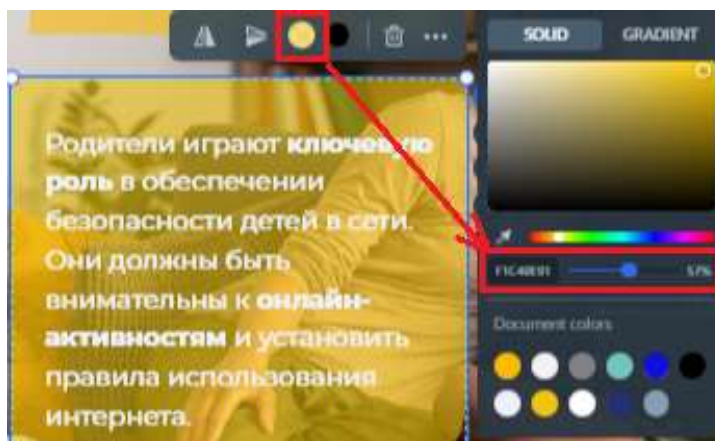 SOLID GRADIENT
Родители играют ключевую
роль в обеспечении
безопасности детей в сети.
Они должны быть
внимательны к онлайн-
активностям и установить
правила использования
интернета.
F1C40E91 57%
Document colors